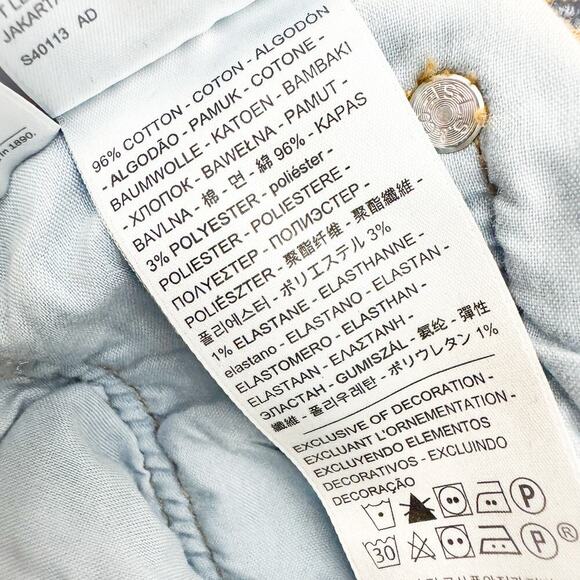 JAKARTA
S40113 AD
in 1890.
96% COTTON - COTON - ALGODÓN
- ALGODÃO - PAMUK - COTONE -
BAUMWOLLE - KATOEN - BAMBAKI
- ХЛОПОК - BAWEŁNA - PAMUT -
BAVLNA - 棉 - 면 - 綿 96% - KAPAS
3% POLYESTER - poliéster -
POLIESTER - POLIESTERE -
ПОЛУЕСТЕР - ПОЛИЭСТЕР -
POLIÉSZTER - 聚酯纤维 - 聚酯纖維 -
폴리에스터 - ポリエステル 3%
1% ELASTANE - ELASTHANNE -
elastano - ELASTANO - ELASTAN -
ELASTOMERO - ELASTHAN -
ELASTAAN - ΕΛΑΣΤΑΝΗ -
ЭЛАСТАН - GUMISZÁL - 氨纶 - 彈性
纖維 - 폴리우레탄 - ポリウレタン 1%
EXCLUSIVE OF DECORATION -
EXCLUANT L'ORNEMENTATION -
EXCLUYENDO ELEMENTOS
DECORATIVOS - EXCLUINDO
DECORAÇÃO
P
30
P